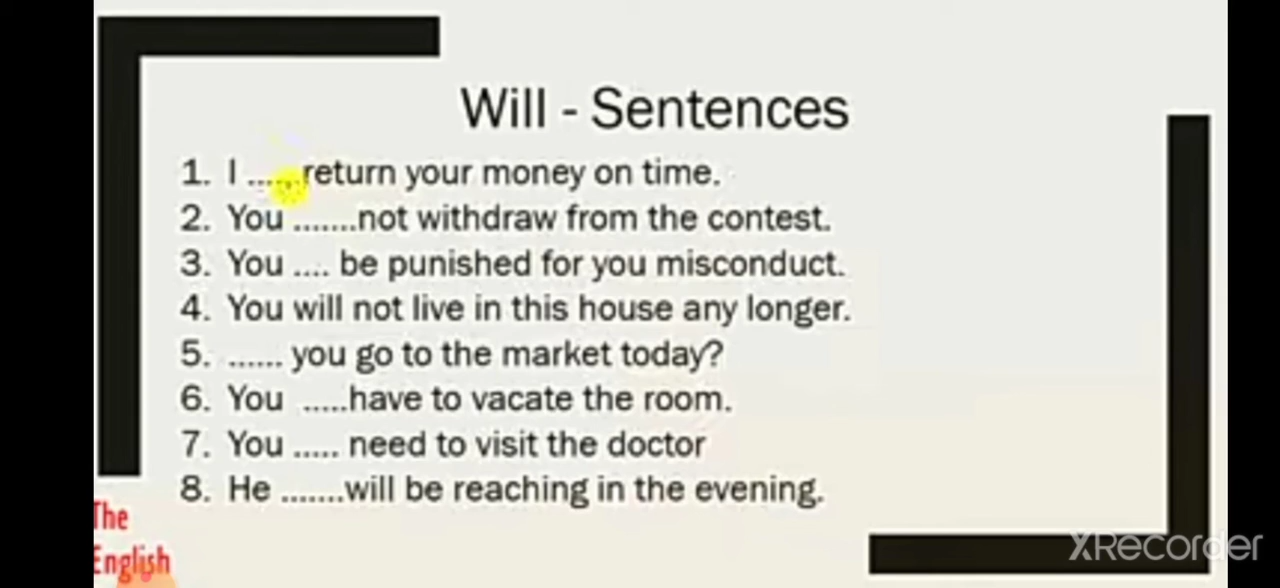 Will - Sentences
1. I ...... return your money on time.
2. You .......not withdraw from the contest.
3. You .... be punished for you misconduct.
4. You will not live in this house any longer.
5. ...... you go to the market today?
6. You .....have to vacate the room.
7. You ..... need to visit the doctor
8. He .......will be reaching in the evening.
The
English
XRecorder